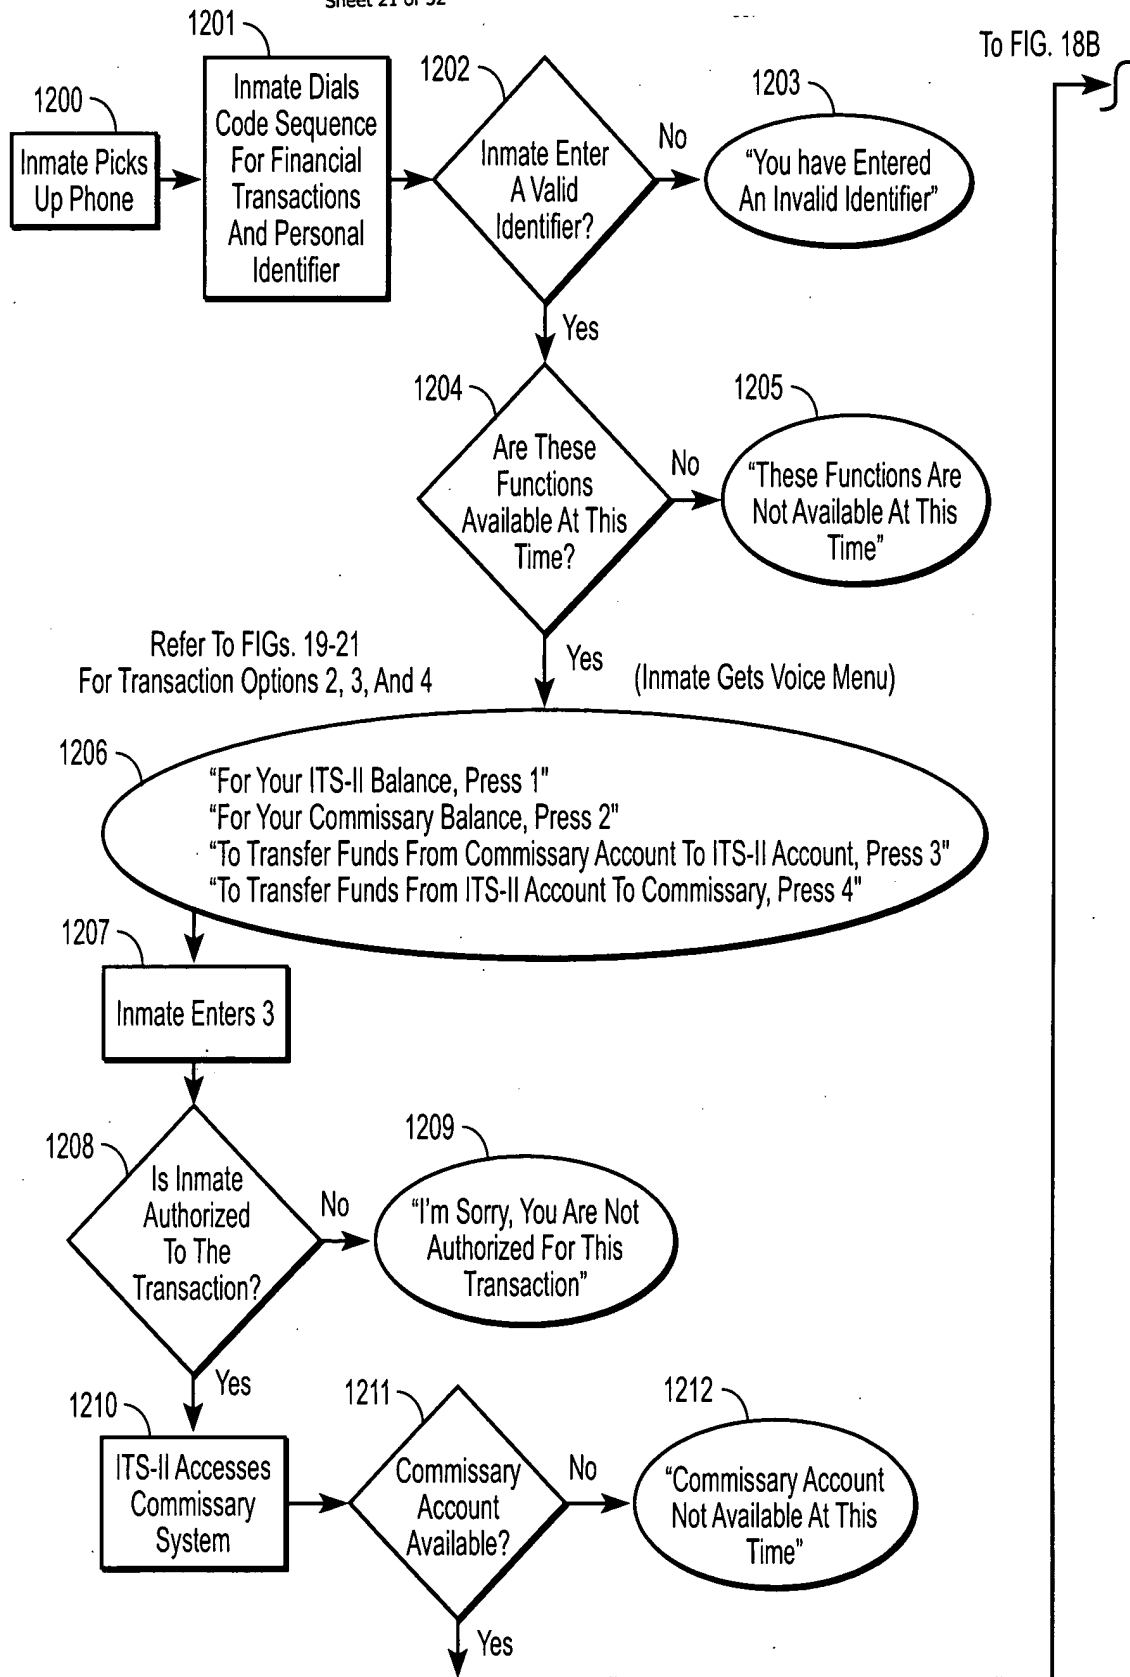 Sheet 21 of 52
1201
To FIG. 18B
1202
1203
1200
Inmate Dials
Code Sequence
For Financial
Transactions
And Personal
Identifier
Inmate Picks
Up Phone
Inmate Enter
A Valid
Identifier?
No
"You have Entered
An Invalid Identifier"
Yes
1204
1205
Are These
Functions
Available At This
Time?
No
"These Functions Are
Not Available At This
Time"
Refer To FIGs. 19-21
For Transaction Options 2, 3, And 4
Yes
(Inmate Gets Voice Menu)
1206
"For Your ITS-II Balance, Press 1"
"For Your Commissary Balance, Press 2"
"To Transfer Funds From Commissary Account To ITS-II Account, Press 3"
"To Transfer Funds From ITS-II Account To Commissary, Press 4"
1207
Inmate Enters 3
1208
1209
Is Inmate
Authorized
To The
Transaction?
No
"I'm Sorry, You Are Not
Authorized For This
Transaction"
Yes
1210
1211
1212
ITS-II Accesses
Commissary
System
Commissary
Account
Available?
No
"Commissary Account
Not Available At This
Time"
Yes